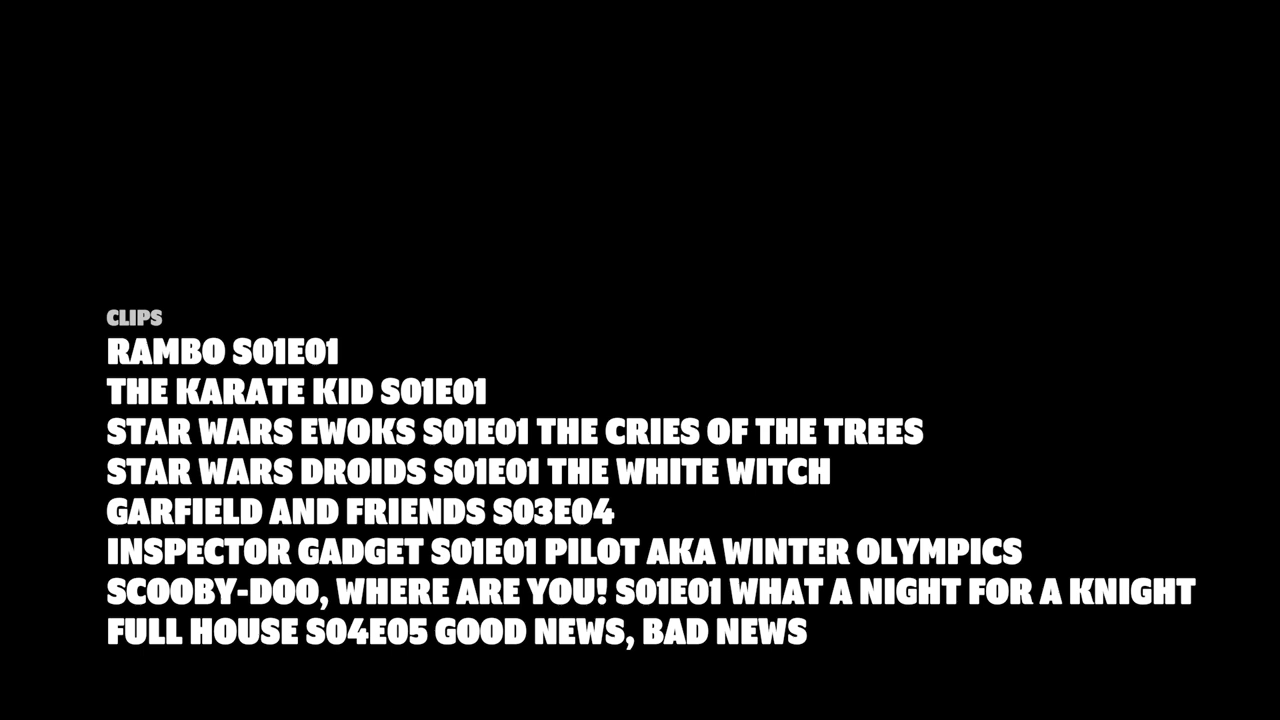 CLIPS
RAMBO S01E01
THE KARATE KID S01E01
STAR WARS EWOKS S01E01 THE CRIES OF THE TREES
STAR WARS DROIDS S01E01 THE WHITE WITCH
GARFIELD AND FRIENDS S03E04
INSPECTOR GADGET S01E01 PILOT AKA WINTER OLYMPICS
SCOOBY-DOO, WHERE ARE YOU! S01E01 WHAT A NIGHT FOR A KNIGHT
FULL HOUSE S04E05 GOOD NEWS, BAD NEWS